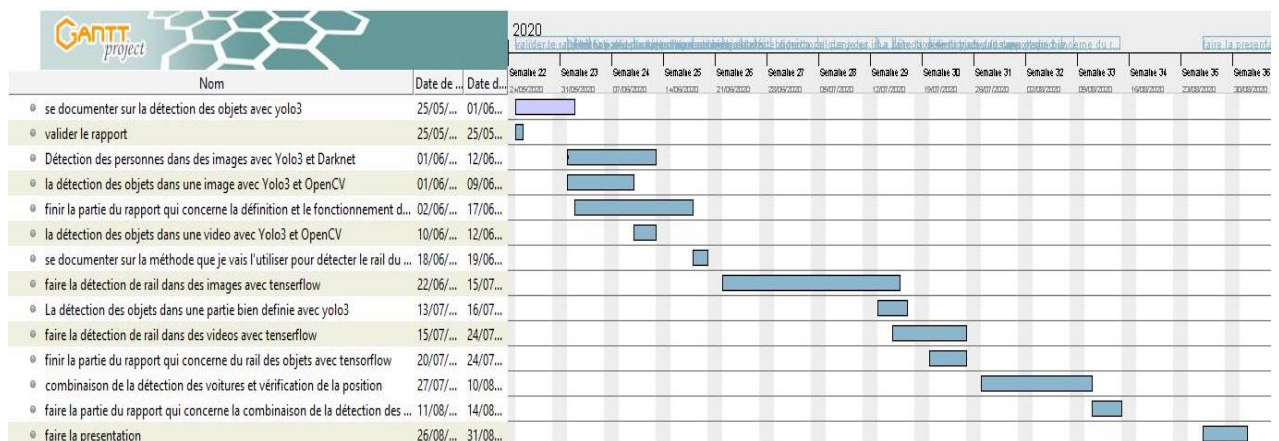 GANTT
project
2020
faire la presenta
Semaine 22 Semaine 23 Semaine 24 Semaine 25 Semaine 26 Semaine 27 Semaine 28 Semaine 29 Semaine 30 Semaine 31 Semaine 32 Semaine 33 Semaine 34 Semaine 35 Semaine 36
Nom Date de ... Date d...
24/05/2020 31/05/2020 07/06/2020 14/06/2020 21/06/2020 28/06/2020 05/07/2020 12/07/2020 19/07/2020 26/07/2020 02/08/2020 09/08/2020 16/08/2020 23/08/2020 30/08/2020
se documenter sur la détection des objets avec yolo3 25/05/... 01/06...
valider le rapport 25/05/... 25/05...
Détection des personnes dans des images avec Yolo3 et Darknet 01/06/... 12/06...
la détection des objets dans une image avec Yolo3 et OpenCV 01/06/... 09/06...
finir la partie du rapport qui concerne la définition et le fonctionnement d... 02/06/... 17/06...
la détection des objets dans une video avec Yolo3 et OpenCV 10/06/... 12/06...
se documenter sur la méthode que je vais l'utiliser pour détecter le rail du ... 18/06/... 19/06...
faire la détection de rail dans des images avec tenserflow 22/06/... 15/07...
La détection des objets dans une partie bien definie avec yolo3 13/07/... 16/07...
faire la détection de rail dans des videos avec tenserflow 15/07/... 24/07...
finir la partie du rapport qui concerne du rail des objets avec tensorflow 20/07/... 24/07...
combinaison de la détection des voitures et vérification de la position 27/07/... 10/08...
faire la partie du rapport qui concerne la combinaison de la détection des ... 11/08/... 14/08...
faire la presentation 26/08/... 31/08...